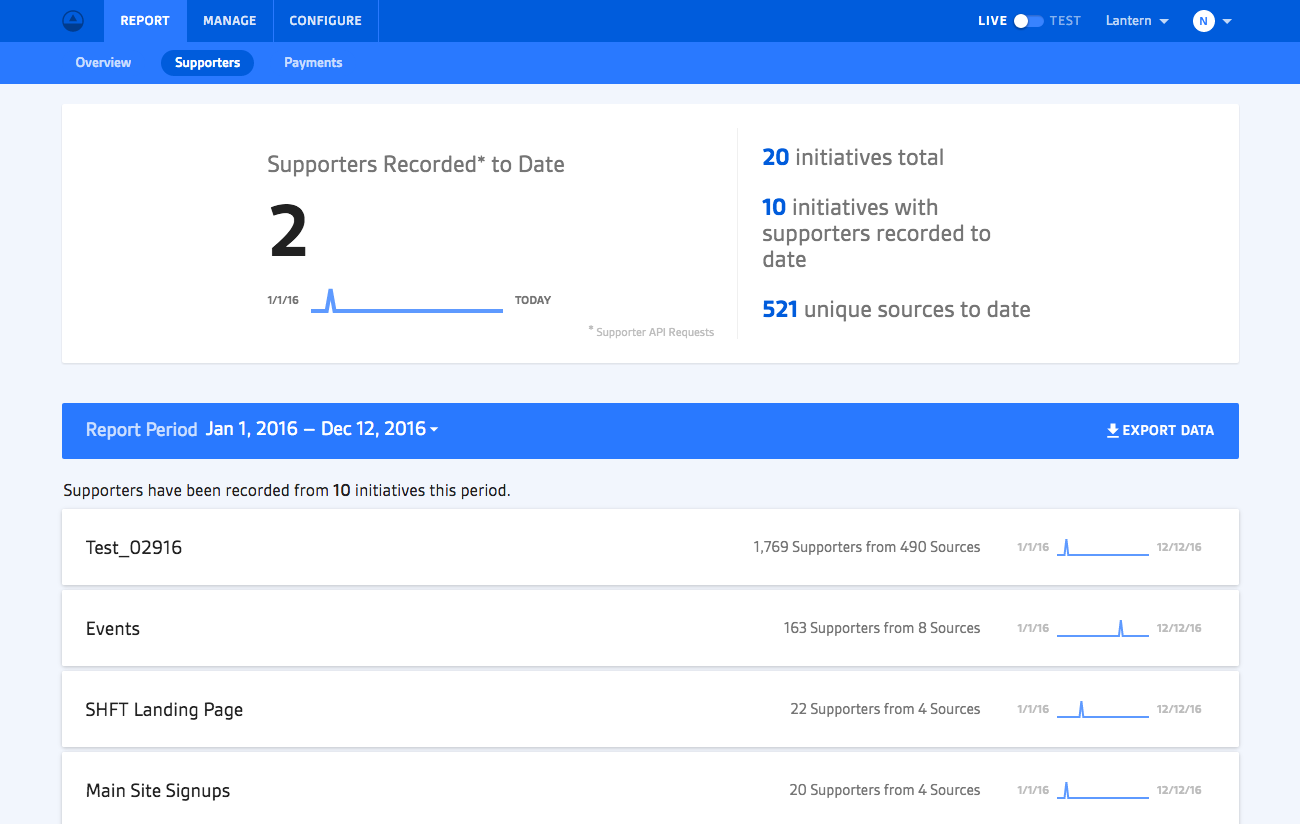 REPORT MANAGE CONFIGURE LIVE TEST Lantern N
Overview Supporters Payments
Supporters Recorded* to Date
2
1/1/16 TODAY
* Supporter API Requests
20 initiatives total
10 initiatives with
supporters recorded to
date
521 unique sources to date
Report Period Jan 1, 2016 – Dec 12, 2016 EXPORT DATA
Supporters have been recorded from 10 initiatives this period.
Test_02916 1,769 Supporters from 490 Sources 1/1/16 12/12/16
Events 163 Supporters from 8 Sources 1/1/16 12/12/16
SHFT Landing Page 22 Supporters from 4 Sources 1/1/16 12/12/16
Main Site Signups 20 Supporters from 4 Sources 1/1/16 12/12/16